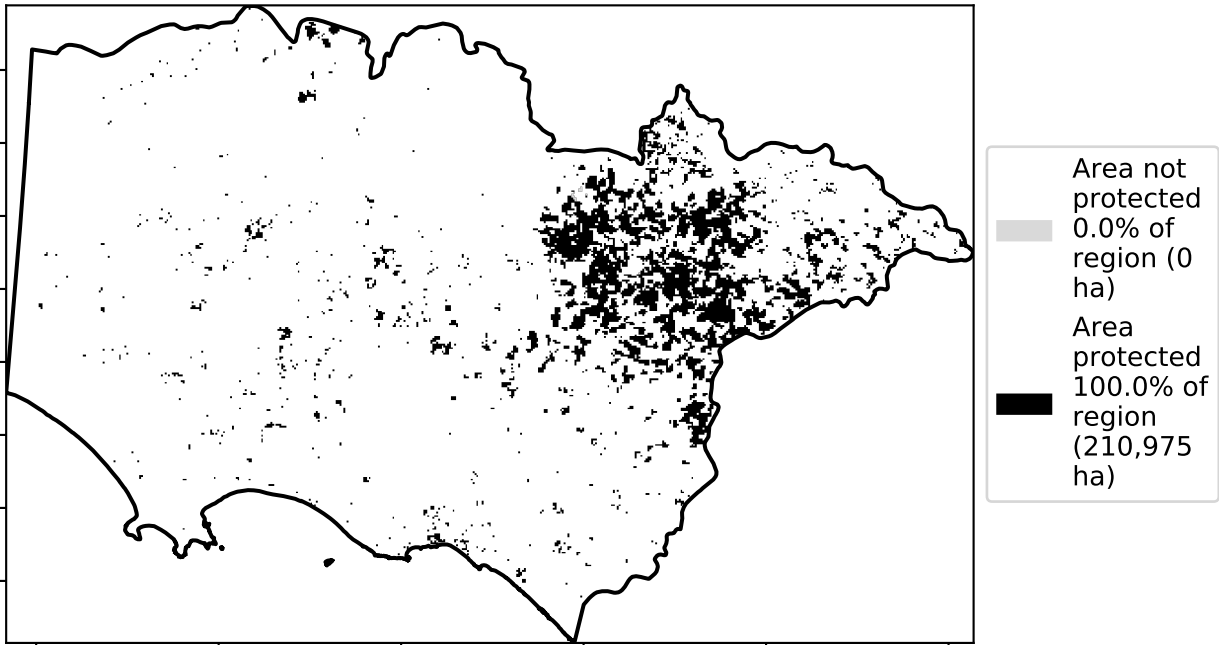 Area not
protected
0.0% of
region (0
ha)
Area
protected
100.0% of
region
(210,975
ha)